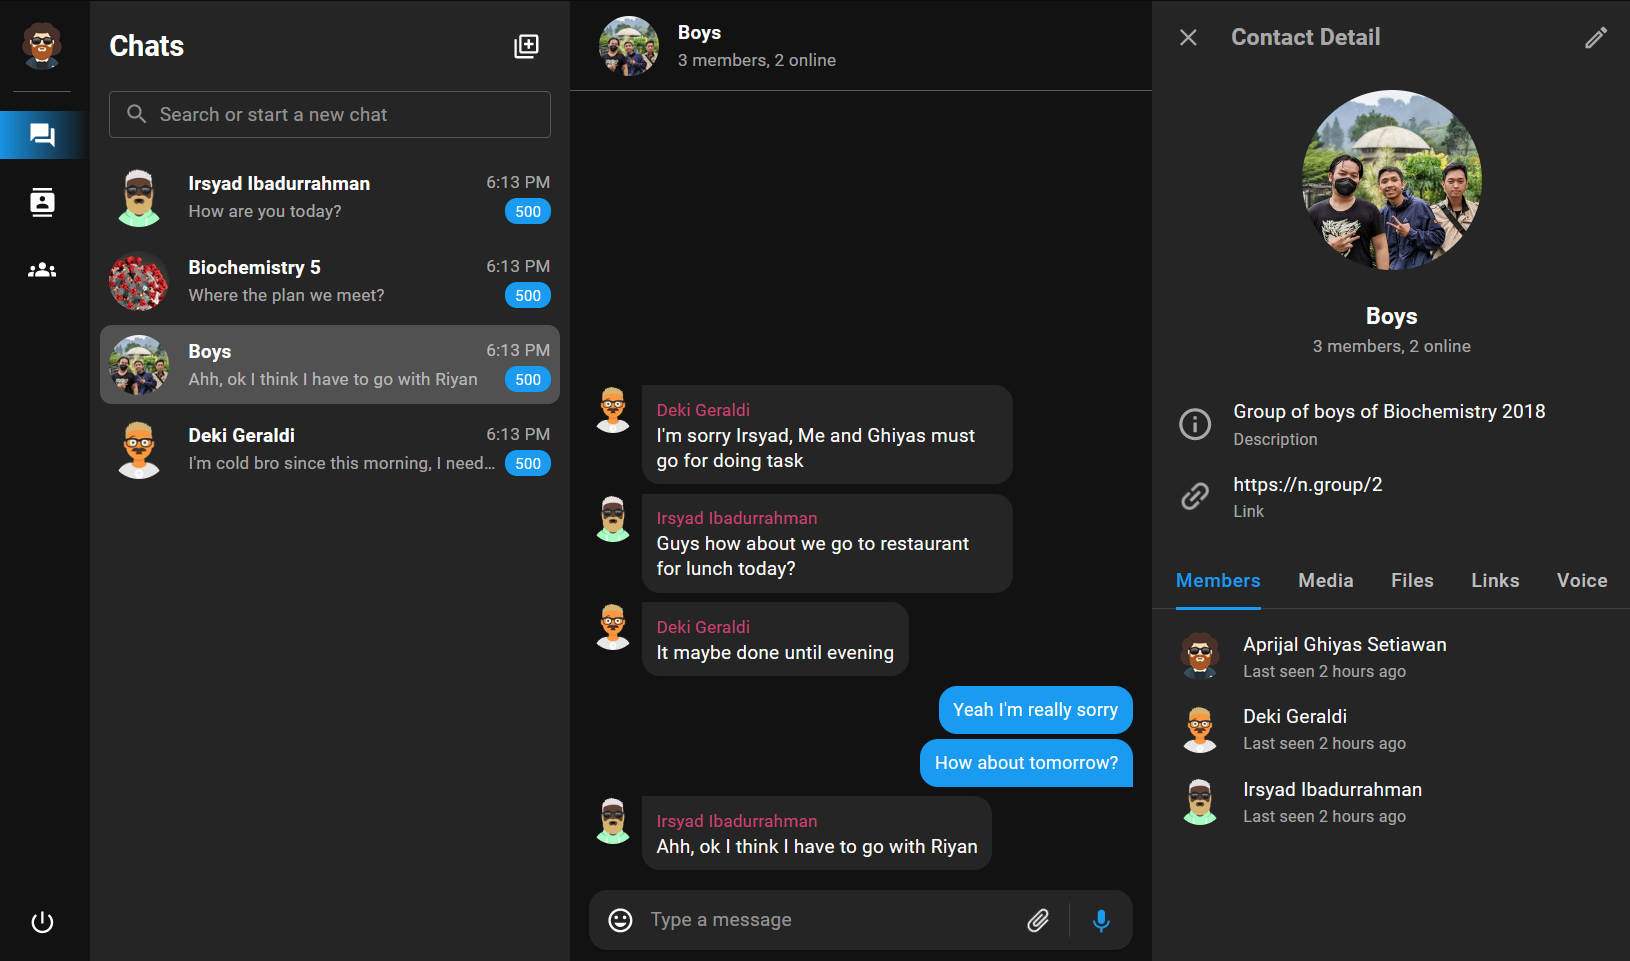 Chats
Search or start a new chat
Irsyad Ibadurrahman
6:13 PM
How are you today?
500
Biochemistry 5
6:13 PM
Where the plan we meet?
500
Boys
6:13 PM
Ahh, ok I think I have to go with Riyan
500
Deki Geraldi
6:13 PM
I'm cold bro since this morning, I need...
500
Boys
3 members, 2 online
Deki Geraldi
I'm sorry Irsyad, Me and Ghiyas must
go for doing task
Irsyad Ibadurrahman
Guys how about we go to restaurant
for lunch today?
Deki Geraldi
It maybe done until evening
Yeah I'm really sorry
How about tomorrow?
Irsyad Ibadurrahman
Ahh, ok I think I have to go with Riyan
Type a message
Contact Detail
Boys
3 members, 2 online
Group of boys of Biochemistry 2018
Description
https://n.group/2
Link
Members Media Files Links Voice
Aprijal Ghiyas Setiawan
Last seen 2 hours ago
Deki Geraldi
Last seen 2 hours ago
Irsyad Ibadurrahman
Last seen 2 hours ago